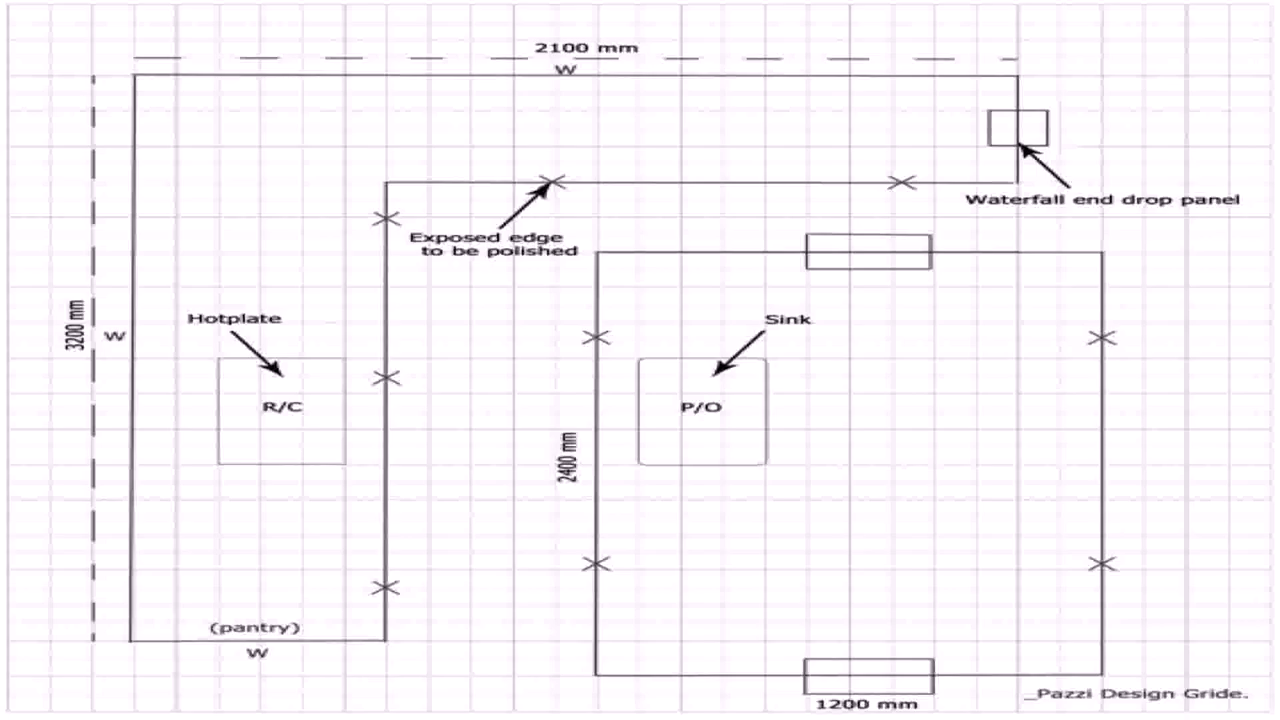 2100 mm
W
Waterfall end drop panel
Exposed edge
to be polished
3200 mm
W
Hotplate
Sink
R/C
P/O
2400 mm
(pantry)
W
_Pazzi Design Gride.
1200 mm